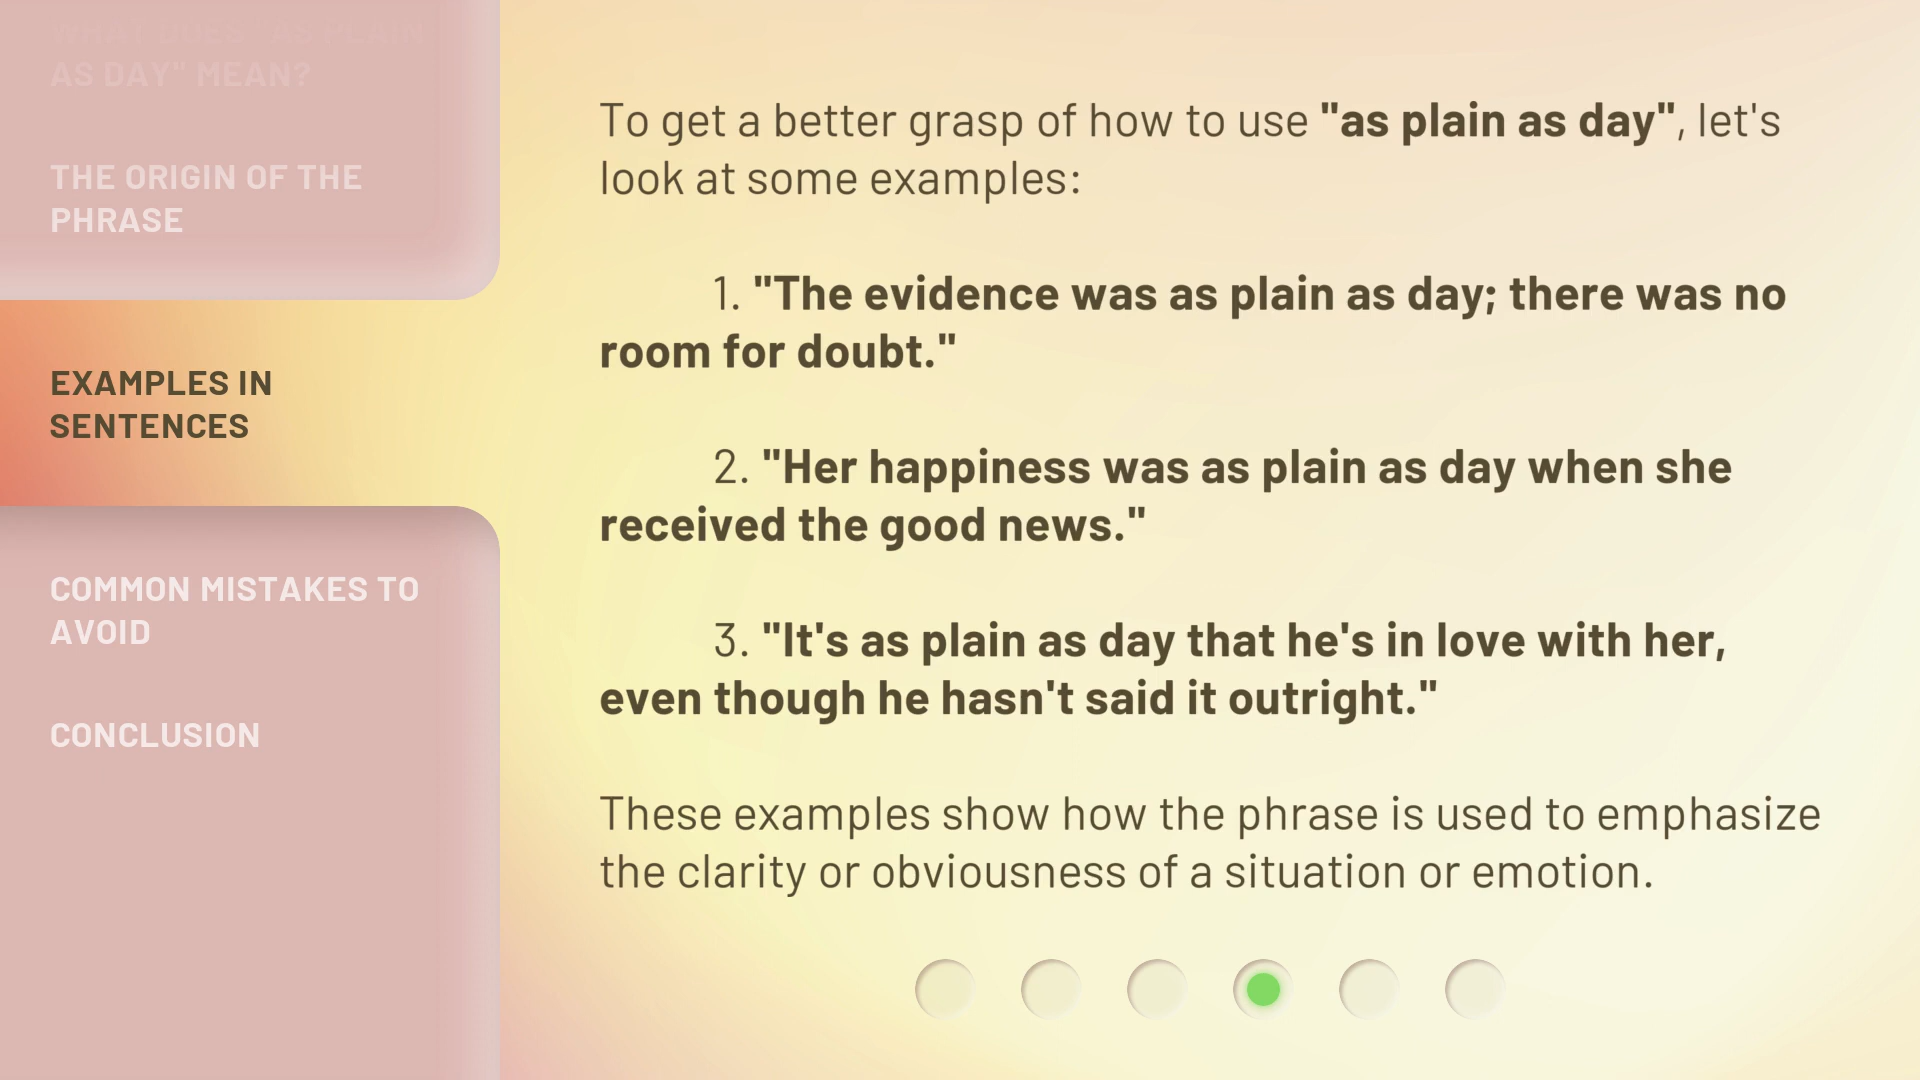 WHAT DOES "AS PLAIN
AS DAY" MEAN?
THE ORIGIN OF THE
PHRASE
EXAMPLES IN
SENTENCES
COMMON MISTAKES TO
AVOID
CONCLUSION
To get a better grasp of how to use "as plain as day", let's
look at some examples:
1. "The evidence was as plain as day; there was no
room for doubt."
2. "Her happiness was as plain as day when she
received the good news."
3. "It's as plain as day that he's in love with her,
even though he hasn't said it outright."
These examples show how the phrase is used to emphasize
the clarity or obviousness of a situation or emotion.